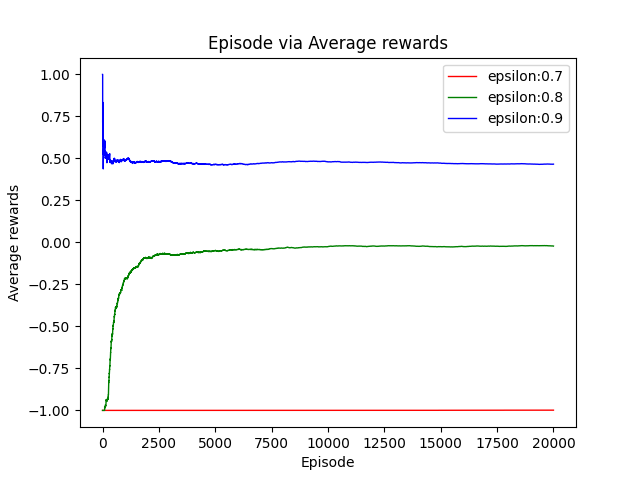 Episode via Average rewards
epsilon:0.7
epsilon:0.8
epsilon:0.9
Average rewards
1.00
0.75
0.50
0.25
0.00
−0.25
−0.50
−0.75
−1.00
0 2500 5000 7500 10000 12500 15000 17500 20000
Episode